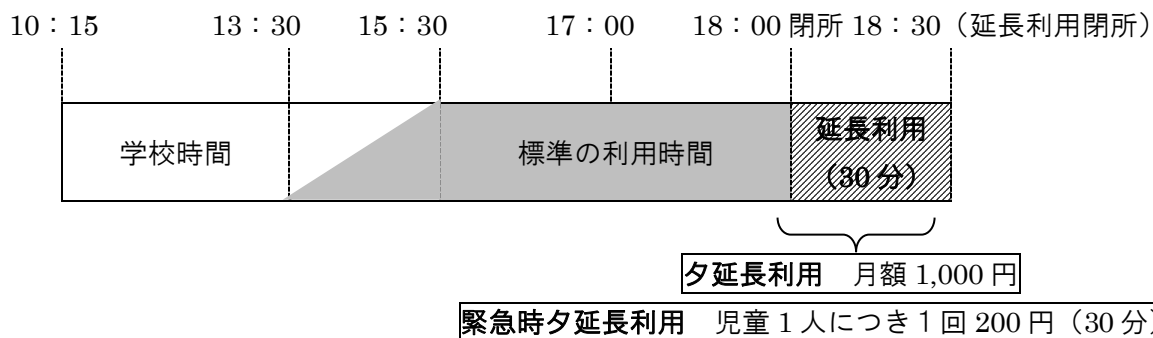 10：15 13：30 15：30 17：00 18：00 閉所 18：30（延長利用閉所）
学校時間 標準の利用時間 延長利用
（30 分）
夕延長利用　月額 1,000 円
緊急時夕延長利用　児童 1 人につき 1 回 200 円（30 分）